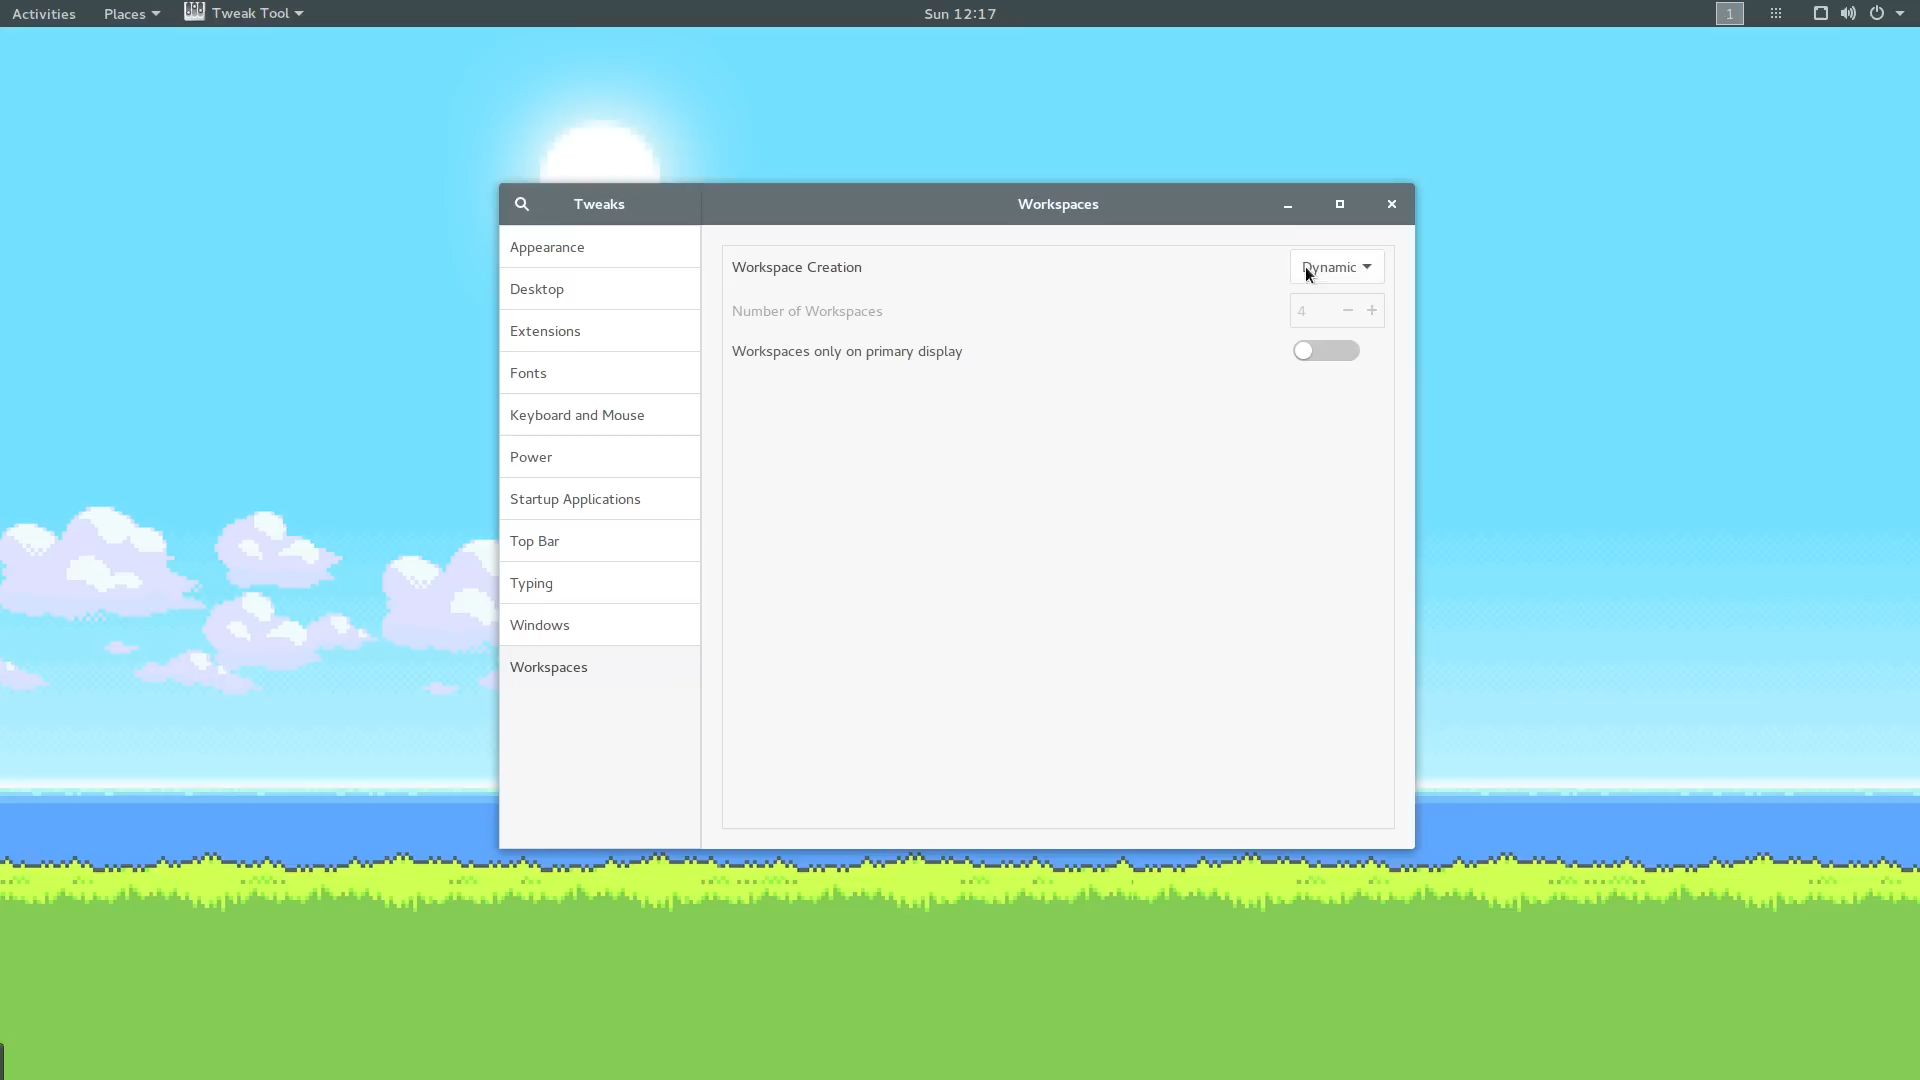 Activities Places Tweak Tool Sun 12:17 1
Tweaks Workspaces
Appearance
Desktop
Extensions
Fonts
Keyboard and Mouse
Power
Startup Applications
Top Bar
Typing
Windows
Workspaces
Workspace Creation Dynamic
Number of Workspaces 4
Workspaces only on primary display